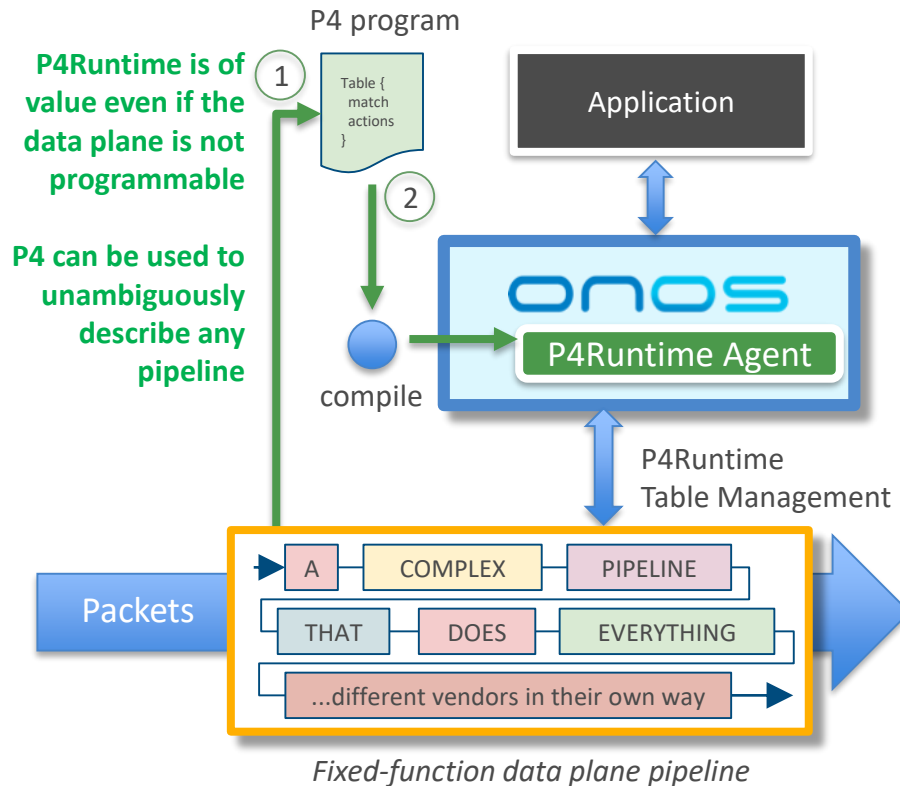 P4 program
P4Runtime is of
value even if the
data plane is not
programmable
1
Table {
match
actions
}
Application
2
P4 can be used to
unambiguously
describe any
pipeline
onos
P4Runtime Agent
compile
P4Runtime
Table Management
Packets
A COMPLEX PIPELINE
THAT DOES EVERYTHING
...different vendors in their own way
Fixed-function data plane pipeline